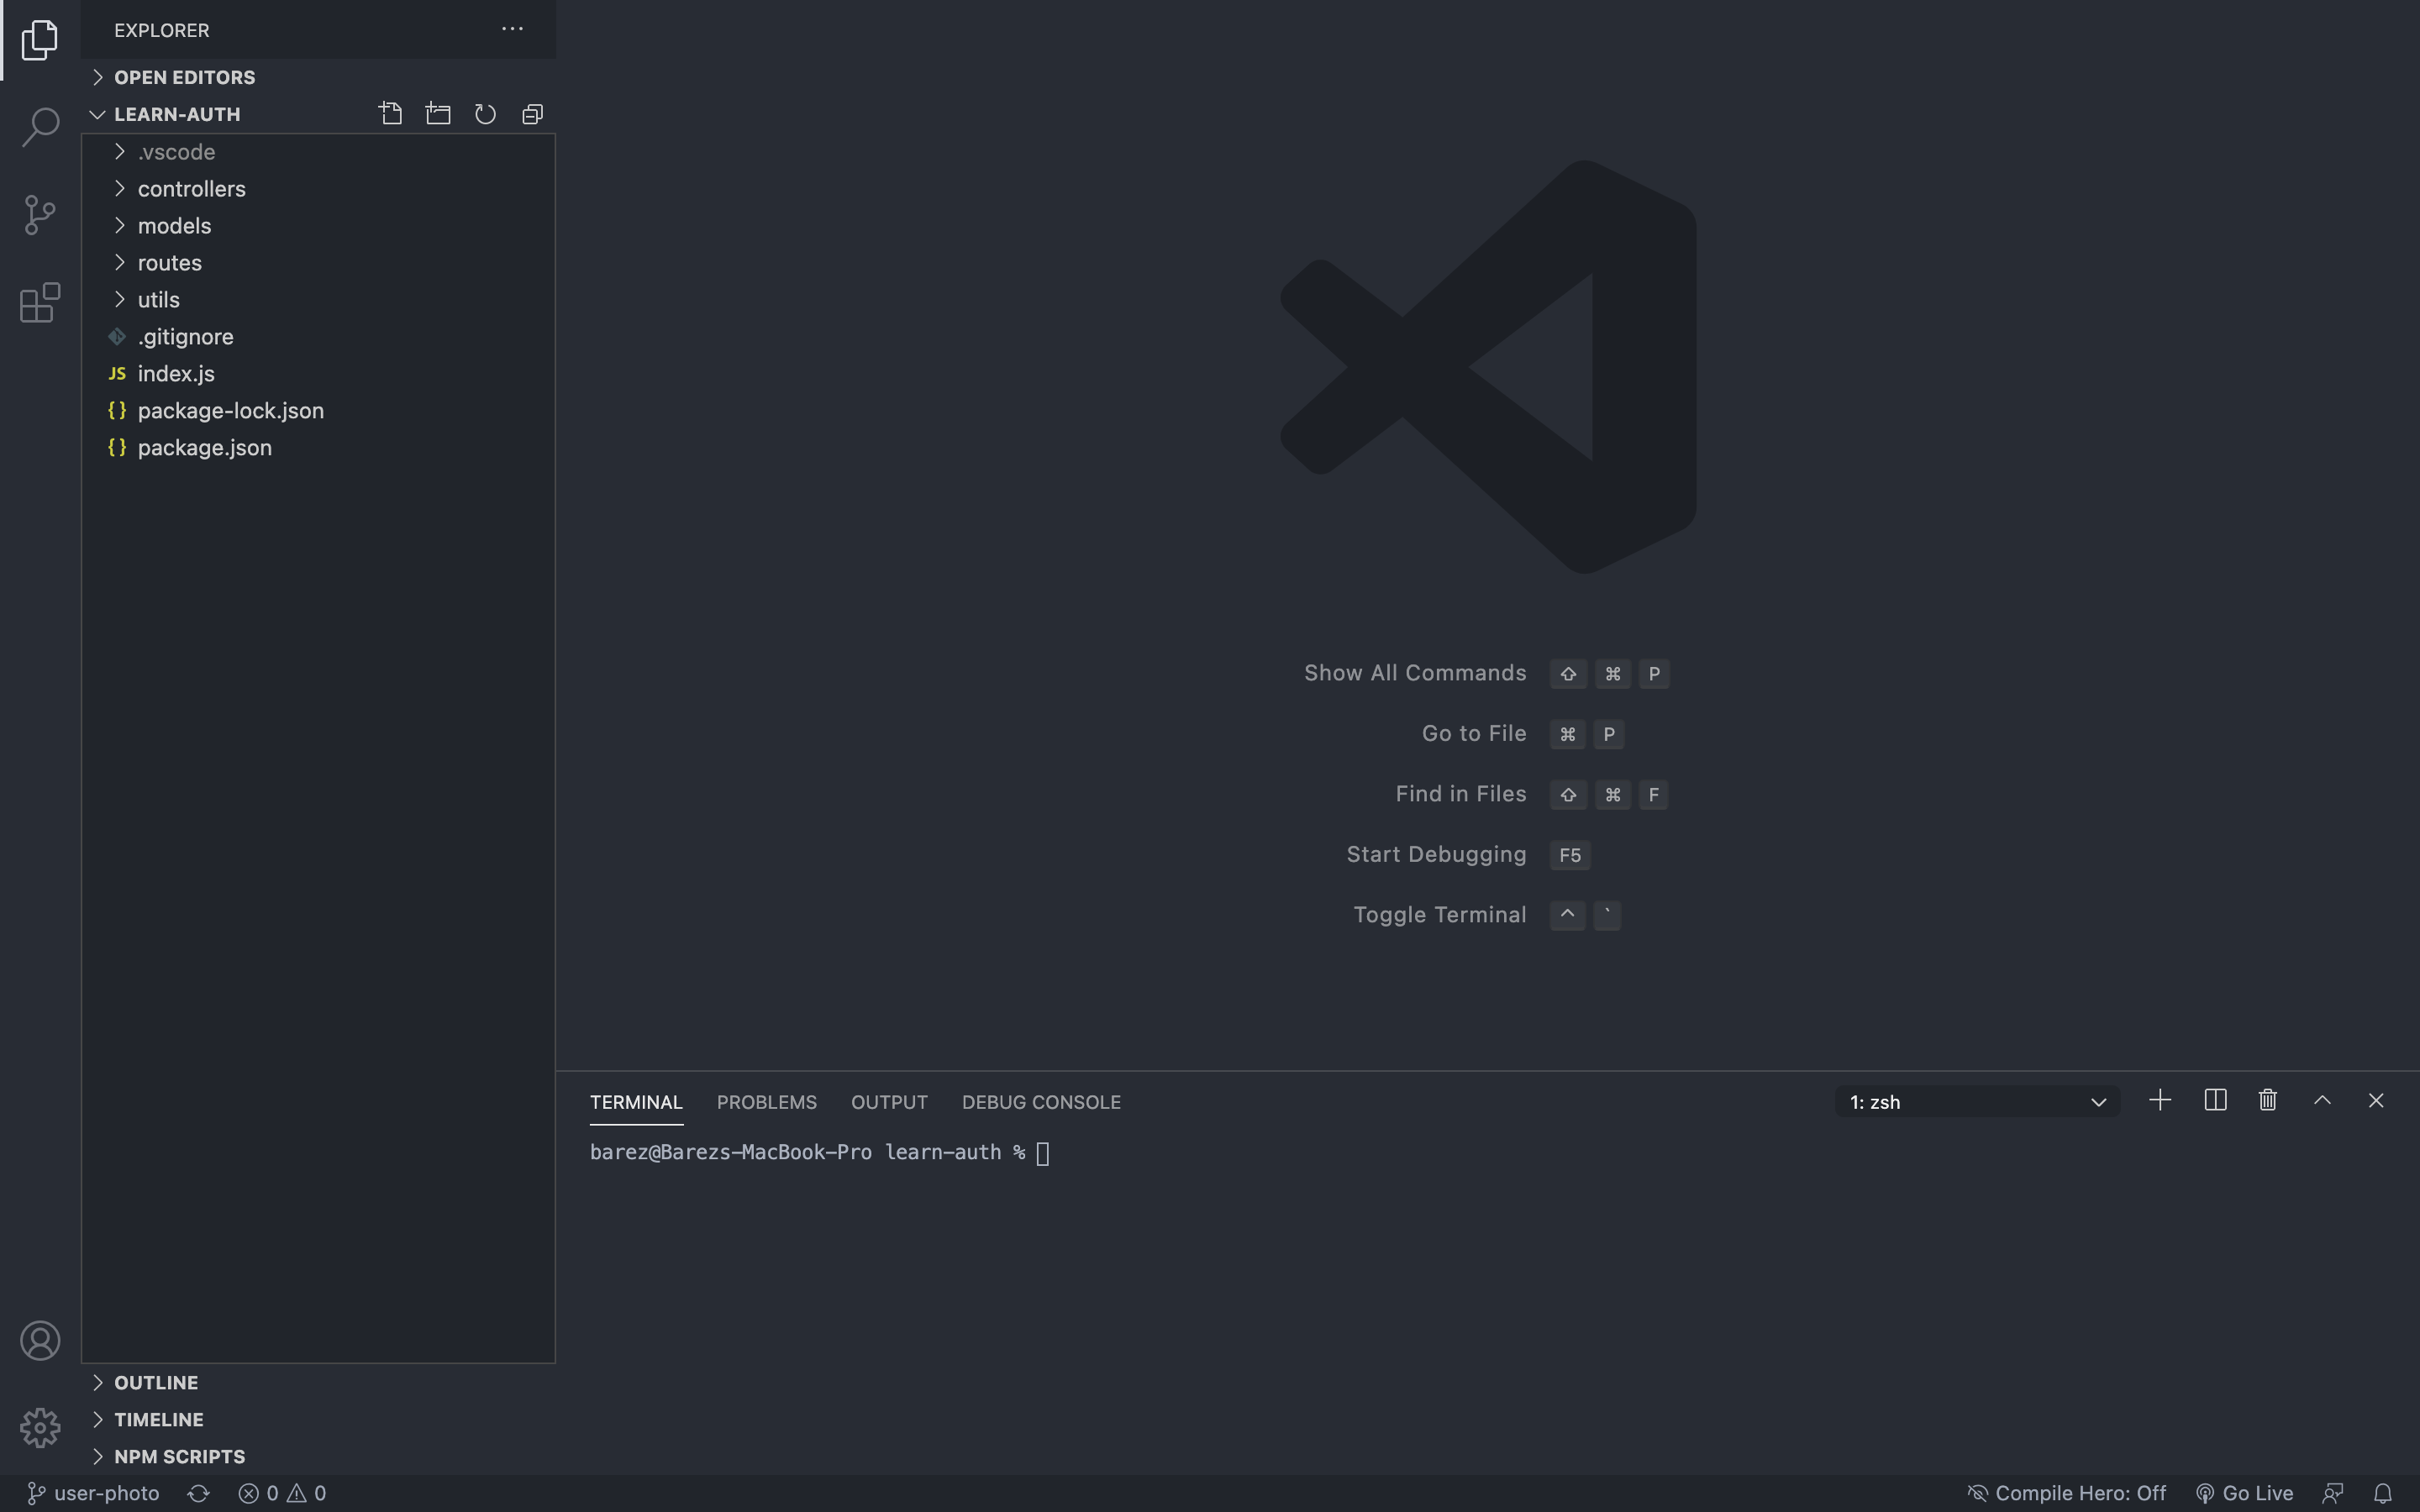 EXPLORER
OPEN EDITORS
LEARN-AUTH
.vscode
controllers
models
routes
utils
.gitignore
JS index.js
{} package-lock.json
{} package.json
OUTLINE
TIMELINE
NPM SCRIPTS
Show All Commands ⇧ ⌘ P
Go to File ⌘ P
Find in Files ⇧ ⌘ F
Start Debugging F5
Toggle Terminal ^ `
TERMINAL PROBLEMS OUTPUT DEBUG CONSOLE 1: zsh
barez@Barezs-MacBook-Pro learn-auth %
user-photo 0 0 Compile Hero: Off Go Live